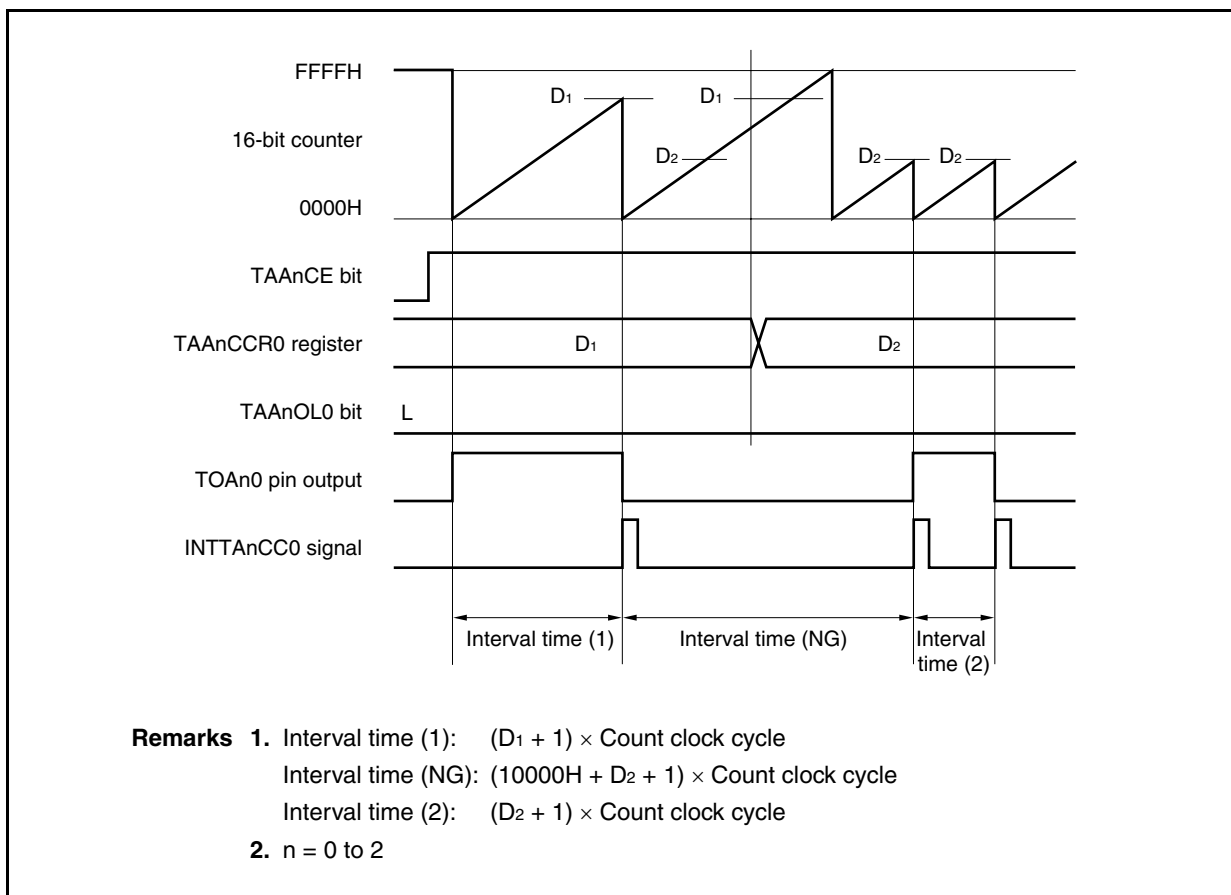 FFFFH
D1
D1
16-bit counter
D2
D2
D2
0000H
TAAnCE bit
TAAnCCR0 register
D1
D2
TAAnOL0 bit
L
TOAn0 pin output
INTTAnCC0 signal
Interval time (1)
Interval time (NG)
Interval
time (2)
Remarks 1. Interval time (1): (D1 + 1) × Count clock cycle
Interval time (NG): (10000H + D2 + 1) × Count clock cycle
Interval time (2): (D2 + 1) × Count clock cycle
2. n = 0 to 2